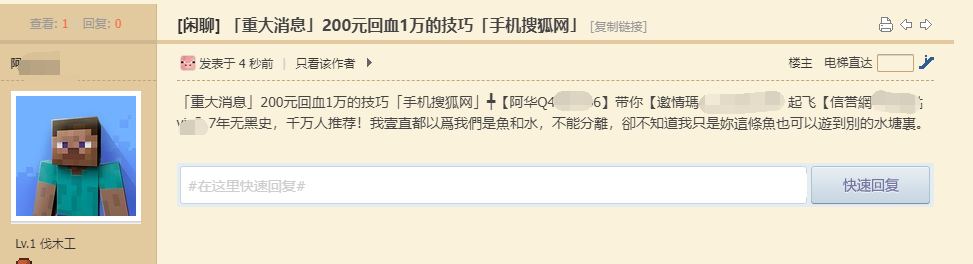 查看: 1 回复: 0
[闲聊] 「重大消息」200元回血1万的技巧「手机搜狐网」 [复制链接]
阿
发表于 4 秒前 | 只看该作者
楼主 电梯直达
「重大消息」200元回血1万的技巧「手机搜狐网」╋【阿华Q4 6】带你【邀情瑪 起飞【信誉網
7年无黑史，千万人推荐！我壹直都以爲我們是魚和水，不能分離，卻不知道我只是妳這條魚也可以遊到別的水塘裏。
#在这里快速回复#
快速回复
Lv.1 伐木工